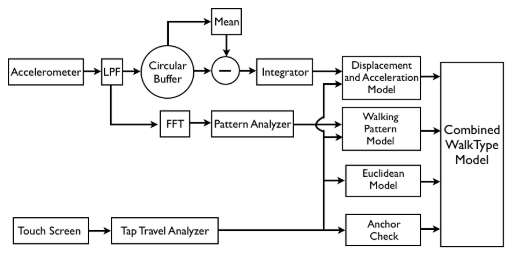 Mean
Accelerometer
LPF
Circular
Buffer
Integrator
Displacement
and Acceleration
Model
FFT
Pattern Analyzer
Walking
Pattern
Model
Combined
WalkType
Model
Euclidean
Model
Touch Screen
Tap Travel Analyzer
Anchor
Check